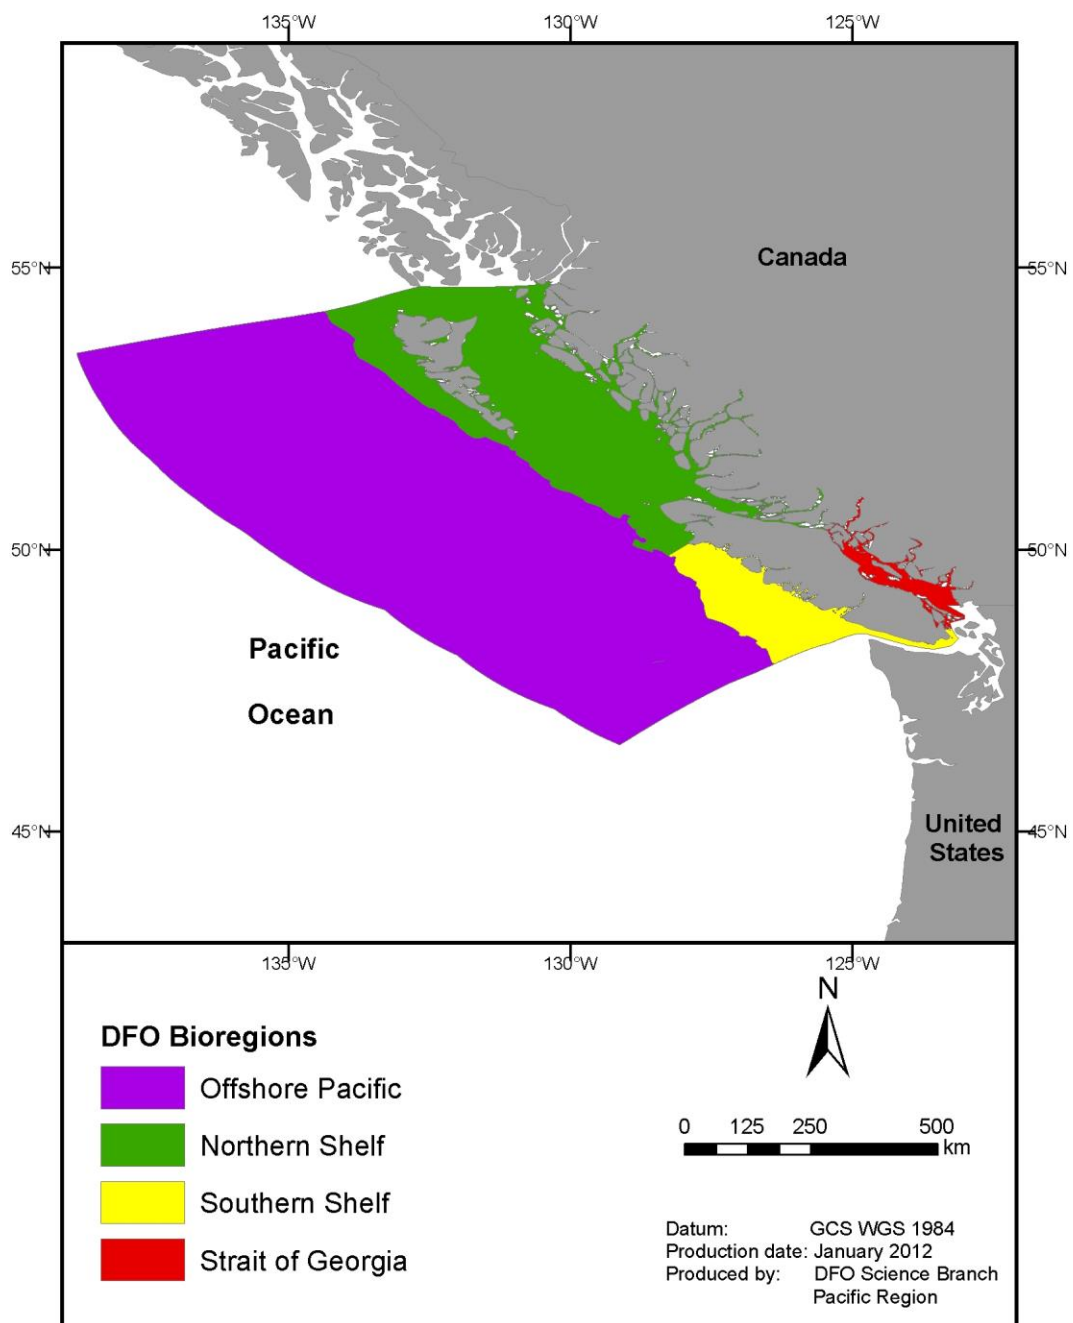 135°W 130°W 125°W
55°N 55°N
Canada
50°N 50°N
Pacific
Ocean
45°N 45°N
United
States
135°W 130°W 125°W
N
DFO Bioregions
Offshore Pacific
Northern Shelf
Southern Shelf
Strait of Georgia
0 125 250 500
km
Datum: GCS WGS 1984
Production date: January 2012
Produced by: DFO Science Branch
Pacific Region